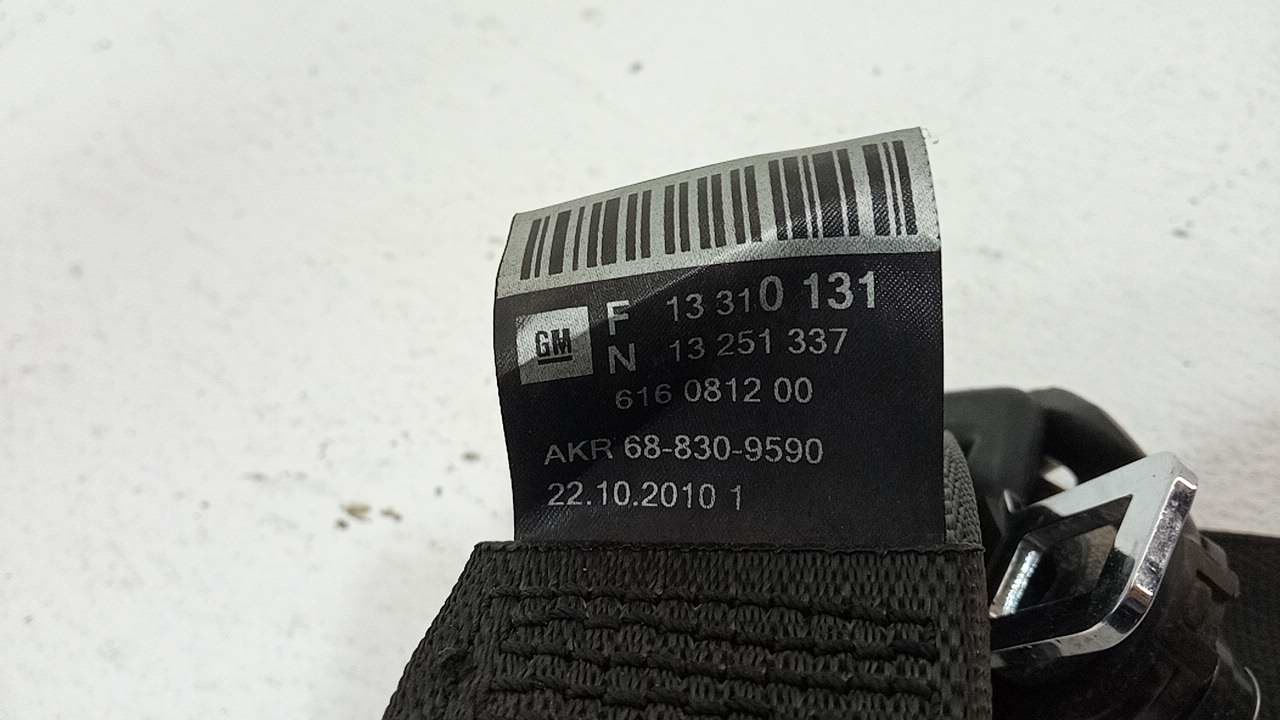 GM F 13 310 131
N 13 251 337
616 0812 00
AKR 68-830-9590
22.10.2010 1